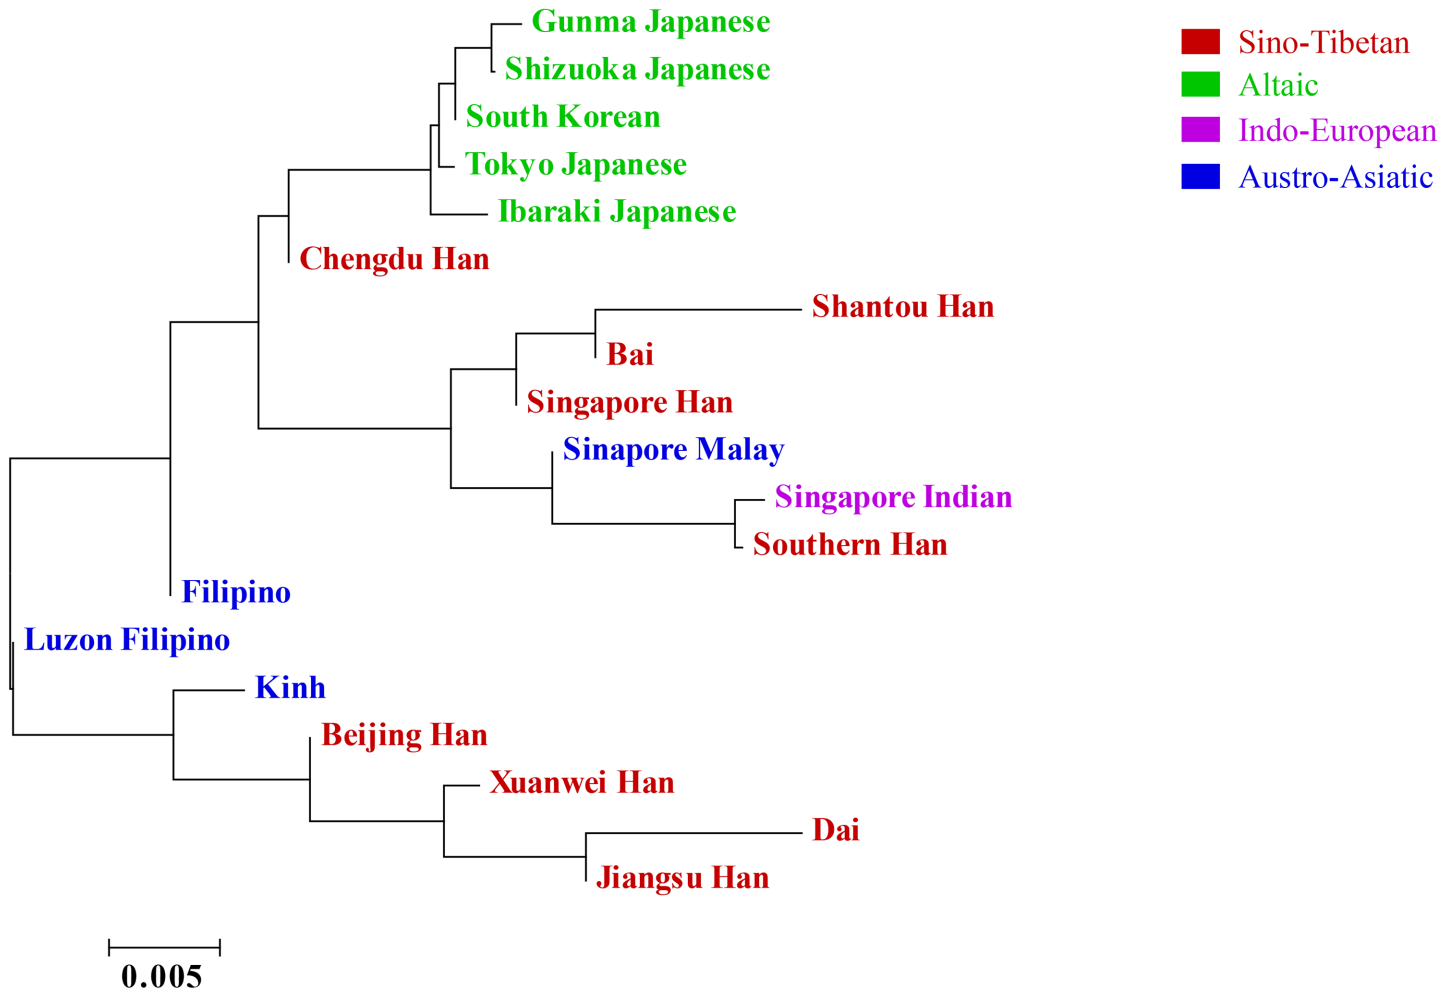 Gunma Japanese
Shizuoka Japanese
South Korean
Tokyo Japanese
Ibaraki Japanese
Chengdu Han
Shantou Han
Bai
Singapore Han
Sinapore Malay
Singapore Indian
Southern Han
Filipino
Luzon Filipino
Kinh
Beijing Han
Xuanwei Han
Dai
Jiangsu Han
0.005
Sino-Tibetan
Altaic
Indo-European
Austro-Asiatic